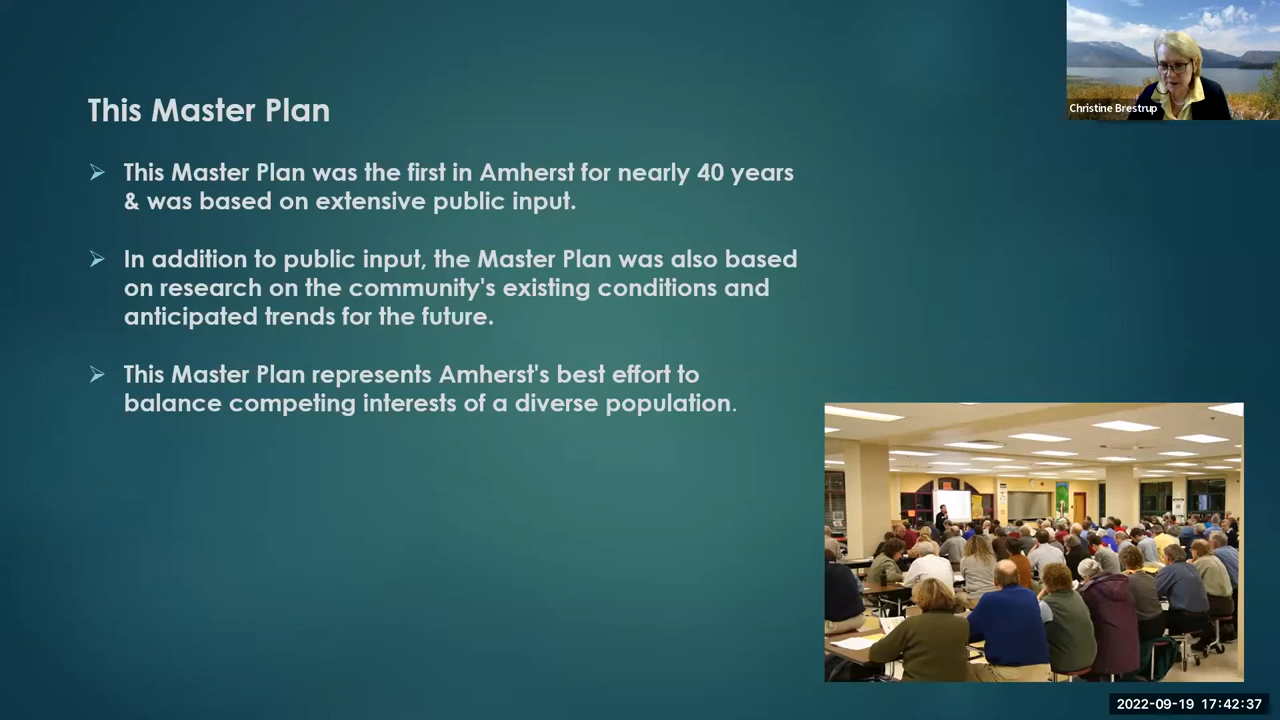 Christine Brestrup
This Master Plan
This Master Plan was the first in Amherst for nearly 40 years
& was based on extensive public input.
In addition to public input, the Master Plan was also based
on research on the community's existing conditions and
anticipated trends for the future.
This Master Plan represents Amherst's best effort to
balance competing interests of a diverse population.
2022-09-19 17:42:37